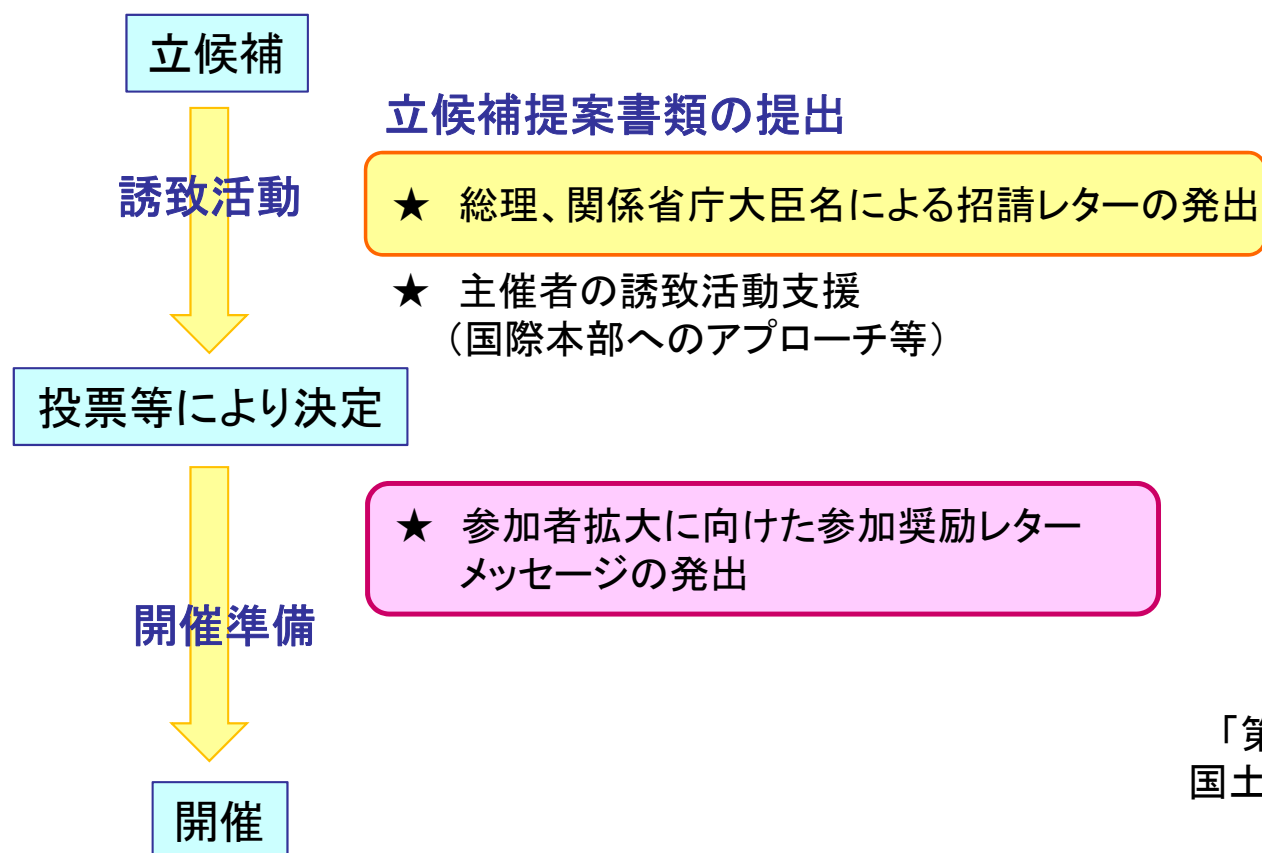 立候補
立候補提案書類の提出
誘致活動
★ 総理、関係省庁大臣名による招請レターの発出
★ 主催者の誘致活動支援
（国際本部へのアプローチ等）
投票等により決定
★ 参加者拡大に向けた参加奨励レター
メッセージの発出
開催準備
「第
国土
開催